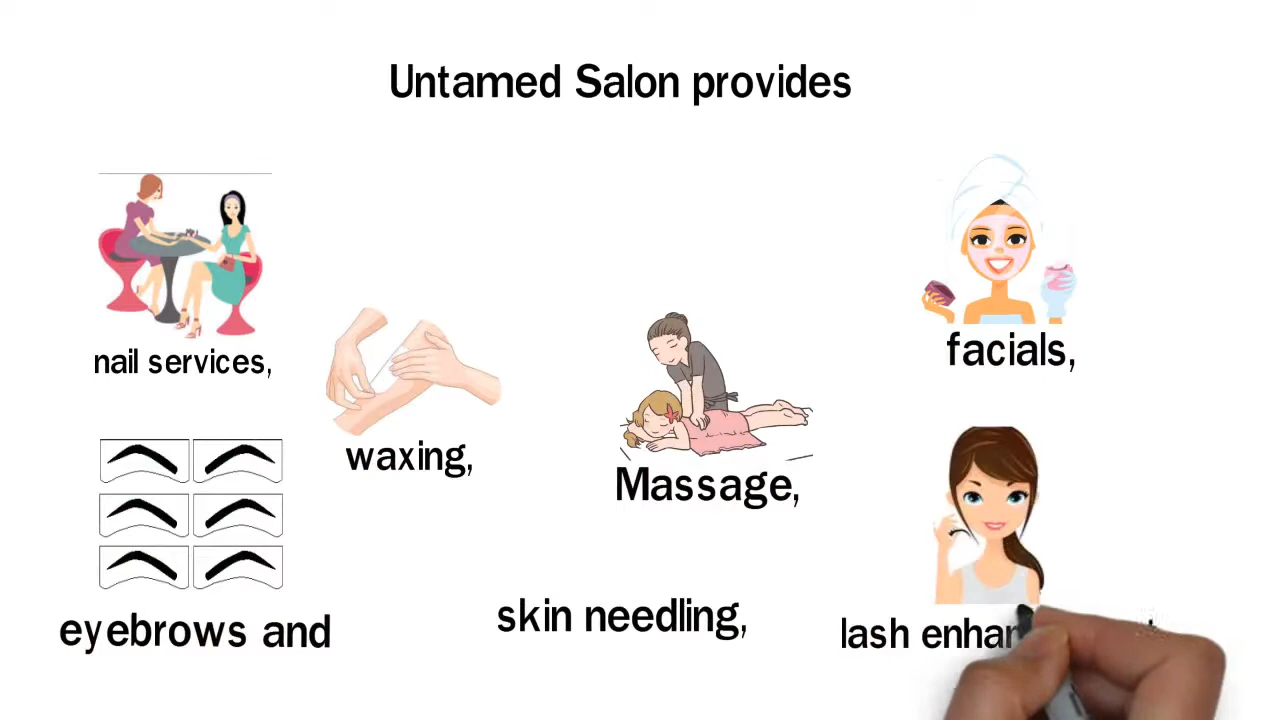 Untamed Salon provides
nail services,
waxing,
Massage,
facials,
eyebrows and
skin needling,
lash